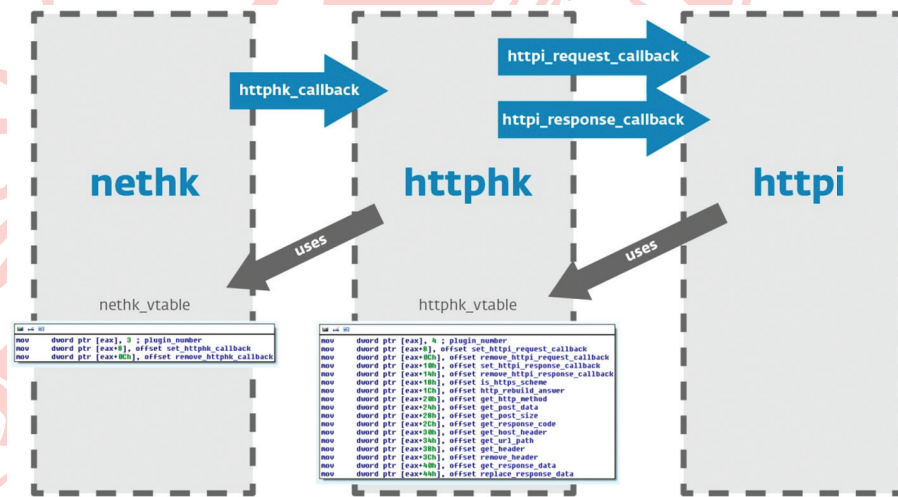 httphk_callback
httpi_request_callback
httpi_response_callback
nethk
httphk
httpi
uses
uses
nethk_vtable
mov dword ptr [eax], 3 ; plugin_number
mov dword ptr [eax+8], offset set_httphk_callback
mov dword ptr [eax+0Ch], offset remove_httphk_callback
httphk_vtable
mov dword ptr [eax], 4 ; plugin_number
mov dword ptr [eax+8], offset set_httpi_request_callback
mov dword ptr [eax+0Ch], offset remove_httpi_request_callback
mov dword ptr [eax+10h], offset set_httpi_response_callback
mov dword ptr [eax+14h], offset remove_httpi_response_callback
mov dword ptr [eax+18h], offset is_https_scheme
mov dword ptr [eax+1Ch], offset http_rebuild_answer
mov dword ptr [eax+20h], offset get_http_method
mov dword ptr [eax+24h], offset get_post_data
mov dword ptr [eax+28h], offset get_post_size
mov dword ptr [eax+2Ch], offset get_response_code
mov dword ptr [eax+30h], offset get_host_header
mov dword ptr [eax+34h], offset get_url_path
mov dword ptr [eax+38h], offset get_header
mov dword ptr [eax+3Ch], offset remove_header
mov dword ptr [eax+40h], offset get_response_data
mov dword ptr [eax+44h], offset replace_response_data